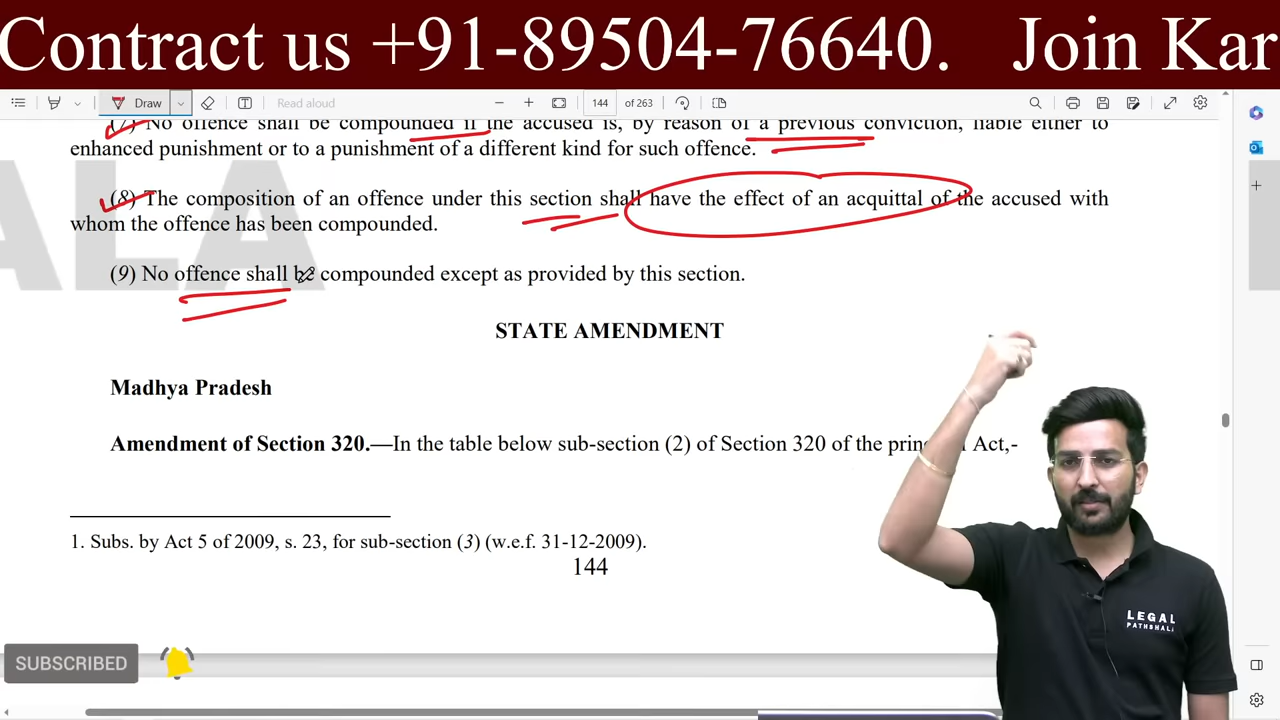 Contract us +91-89504-76640. Join Kar
Draw
Read aloud
144 of 263
(7) No offence shall be compounded if the accused is, by reason of a previous conviction, liable either to
enhanced punishment or to a punishment of a different kind for such offence.
(8) The composition of an offence under this section shall have the effect of an acquittal of the accused with
whom the offence has been compounded.
(9) No offence shall be compounded except as provided by this section.
STATE AMENDMENT
Madhya Pradesh
Amendment of Section 320.—In the table below sub-section (2) of Section 320 of the Act,-
1. Subs. by Act 5 of 2009, s. 23, for sub-section (3) (w.e.f. 31-12-2009).
144
LEGAL
PATHSHALA
SUBSCRIBED
ALA